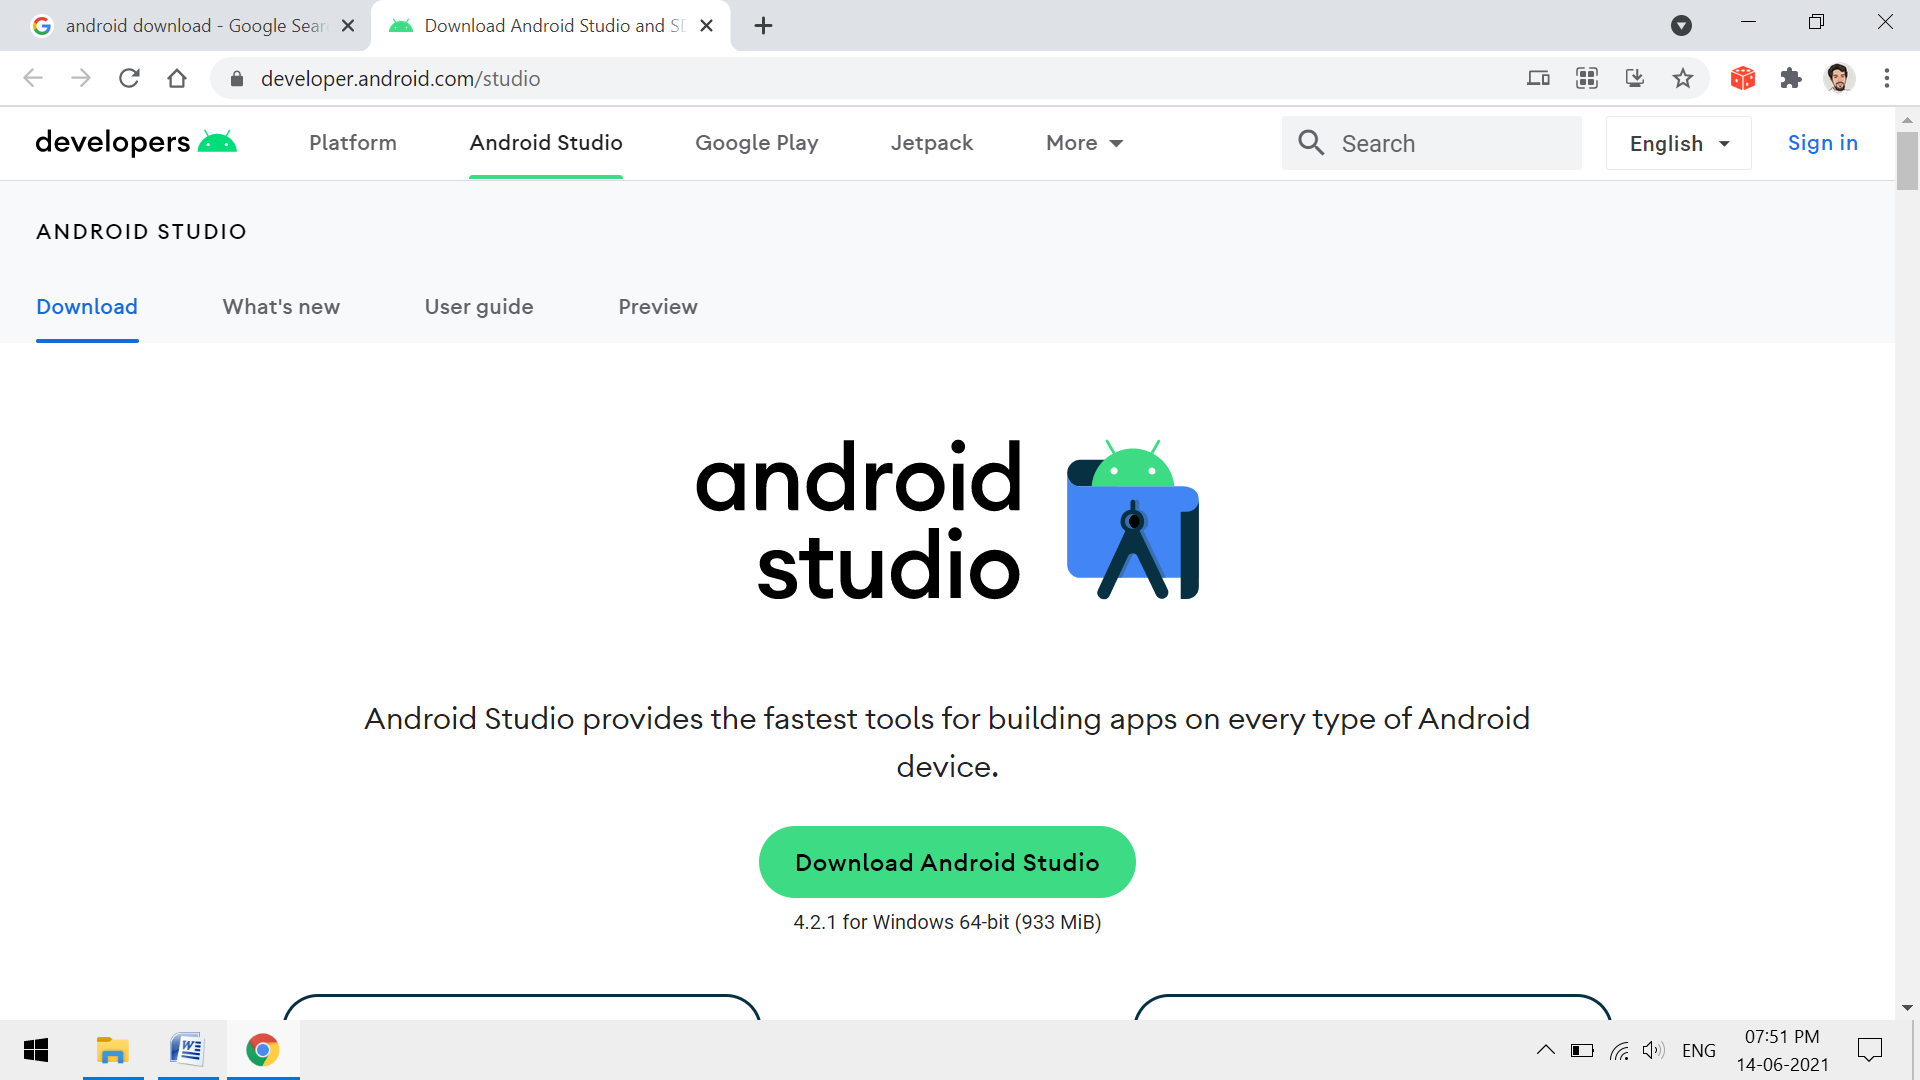 android download - Google Sear
Download Android Studio and SD
developer.android.com/studio
developers
Platform
Android Studio
Google Play
Jetpack
More
Search
English
Sign in
ANDROID STUDIO
Download
What's new
User guide
Preview
android
studio
Android Studio provides the fastest tools for building apps on every type of Android
device.
Download Android Studio
4.2.1 for Windows 64-bit (933 MiB)
ENG
07:51 PM
14-06-2021